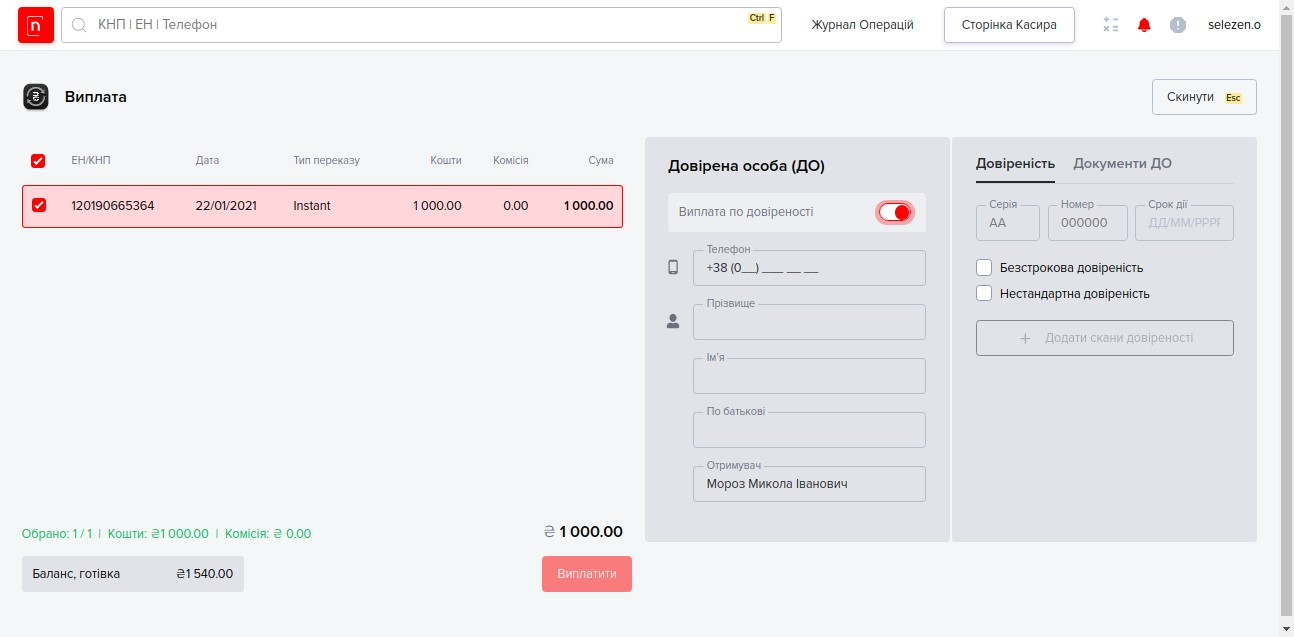 n
КНП | ЕН | Телефон
Ctrl F
Журнал Операцій
Сторінка Касира
selezen.o
Виплата
Скинути Esc
ЕН/КНП Дата Тип переказу Кошти Комісія Сума
120190665364 22/01/2021 Instant 1 000.00 0.00 1 000.00
Обрано: 1 / 1 | Кошти: ₴1 000.00 | Комісія: ₴ 0.00
₴ 1 000.00
Баланс, готівка ₴1 540.00
Виплатити
Довірена особа (ДО)
Виплата по довіреності
Телефон
+38 (0__) ___ __ __
Прізвище
Ім'я
По батькові
Отримувач
Мороз Микола Іванович
Довіреність Документи ДО
Серія Номер Срок дії
АА 000000 ДД/ММ/РРРР
Безстрокова довіреність
Нестандартна довіреність
+ Додати скани довіреності